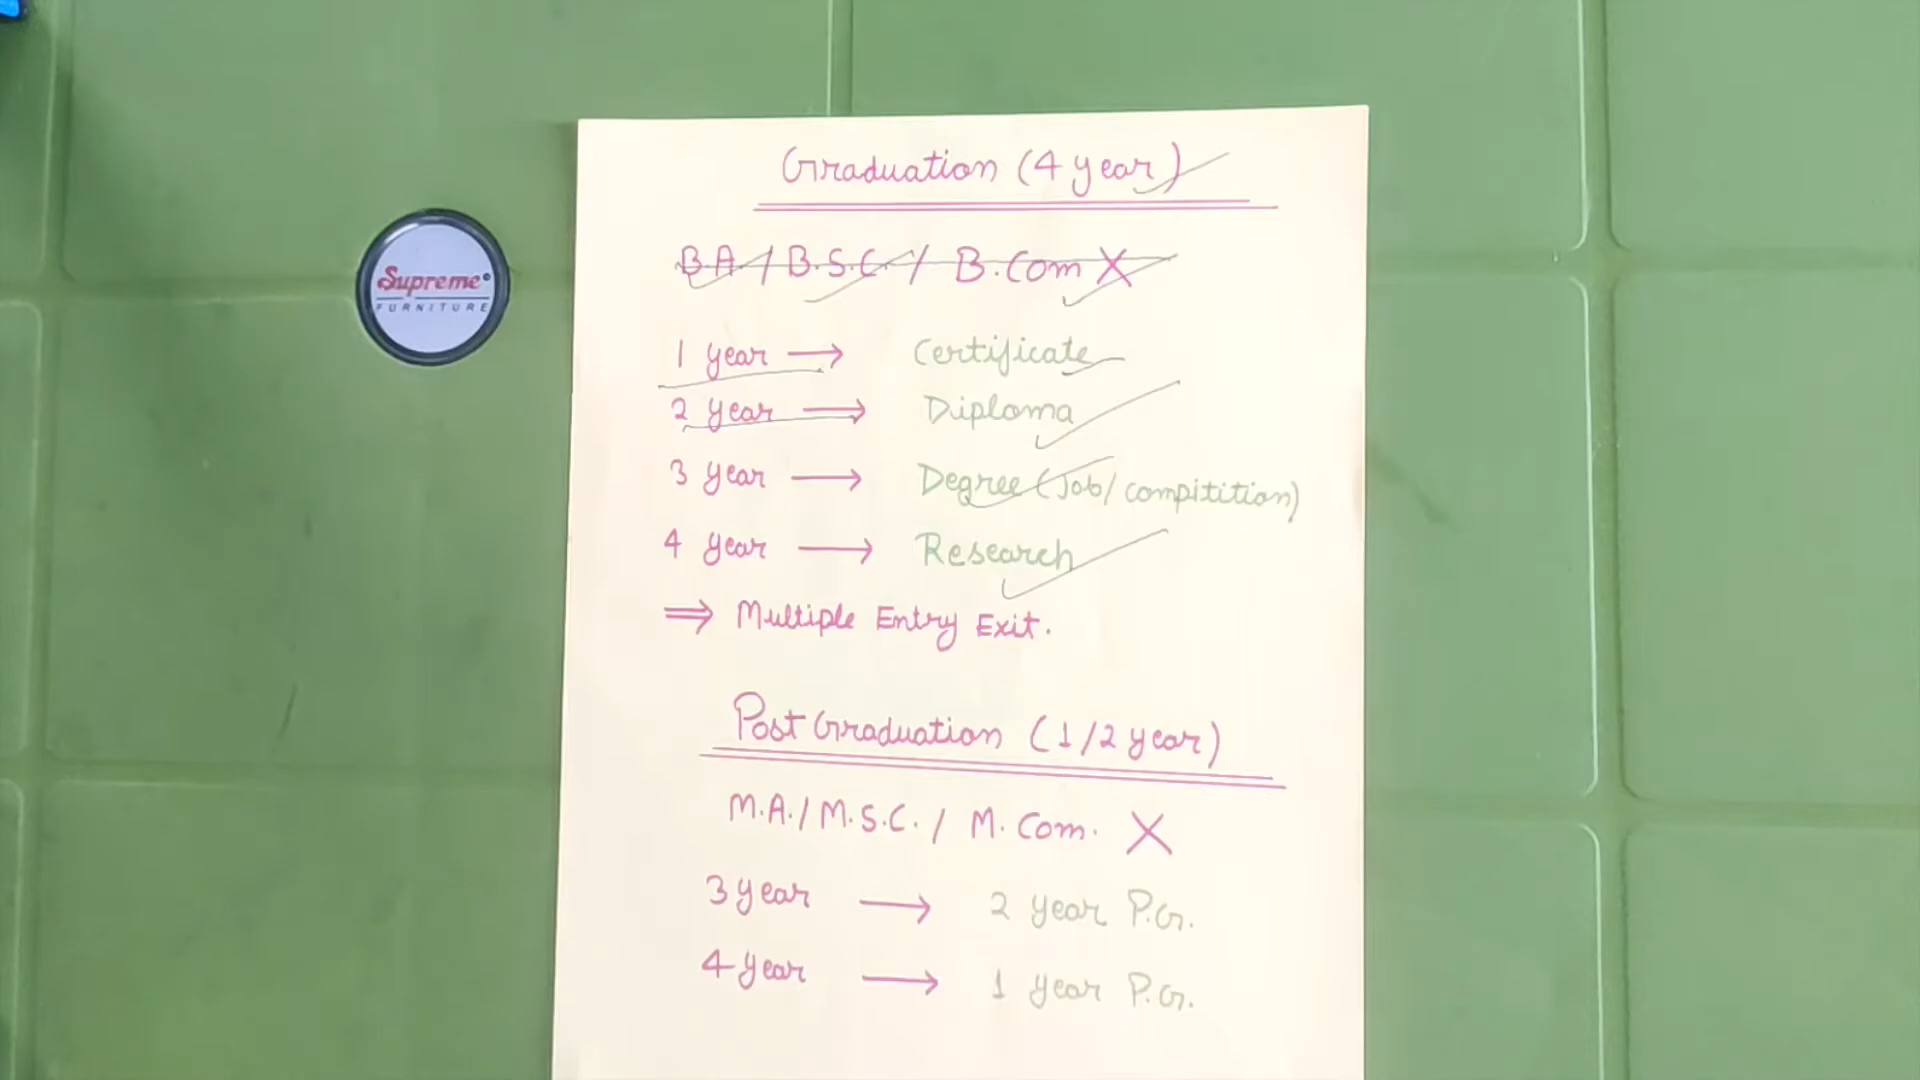 Supreme
FURNITURE
Graduation (4 year)
B.A. / B.S.C. / B.Com X
1 year → Certificate
2 year → Diploma
3 year → Degree (Job/ compitition)
4 year → Research
⇒ Multiple Entry Exit.
Post Graduation (1/2 year)
M.A./ M.S.C. / M. Com. X
3 year → 2 year P.G.
4 year → 1 year P.G.